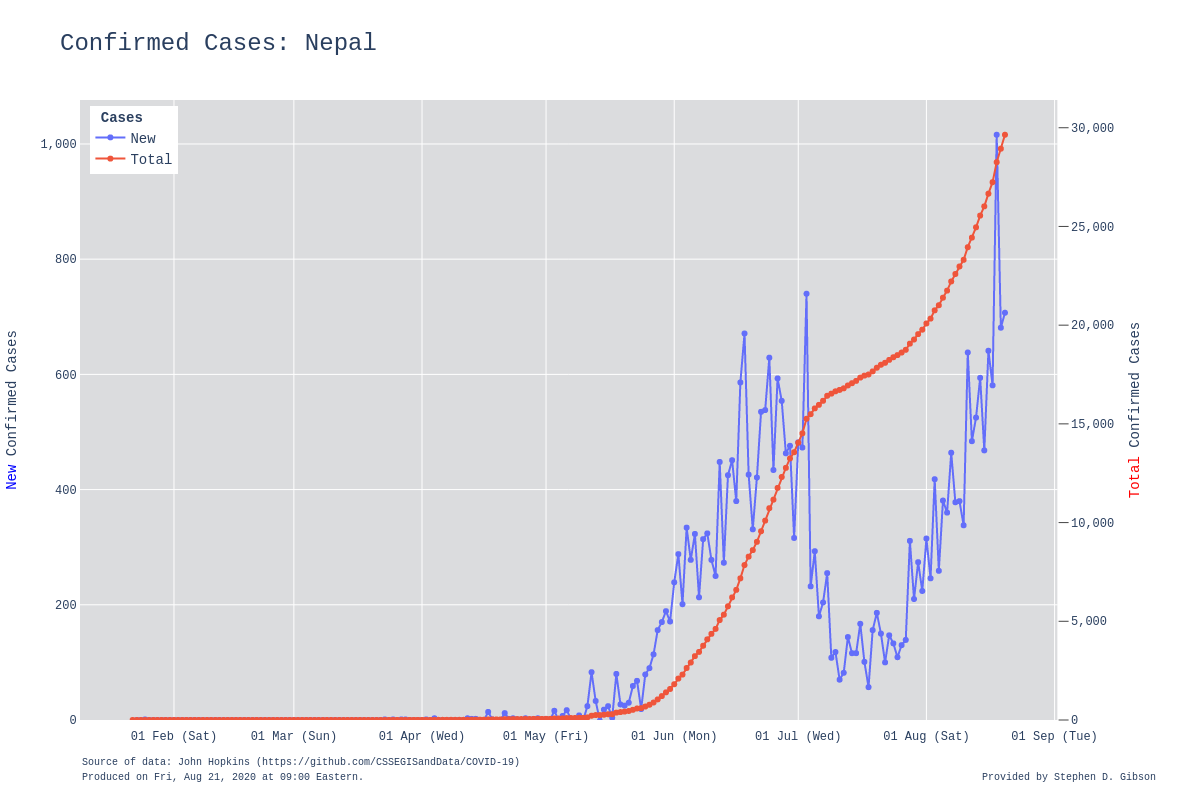 Confirmed Cases: Nepal
Cases
New
Total
1,000
800
600
400
200
0
30,000
25,000
20,000
15,000
10,000
5,000
0
New Confirmed Cases
Total Confirmed Cases
01 Feb (Sat) 01 Mar (Sun) 01 Apr (Wed) 01 May (Fri) 01 Jun (Mon) 01 Jul (Wed) 01 Aug (Sat) 01 Sep (Tue)
Source of data: John Hopkins (https://github.com/CSSEGISandData/COVID-19)
Produced on Fri, Aug 21, 2020 at 09:00 Eastern.
Provided by Stephen D. Gibson